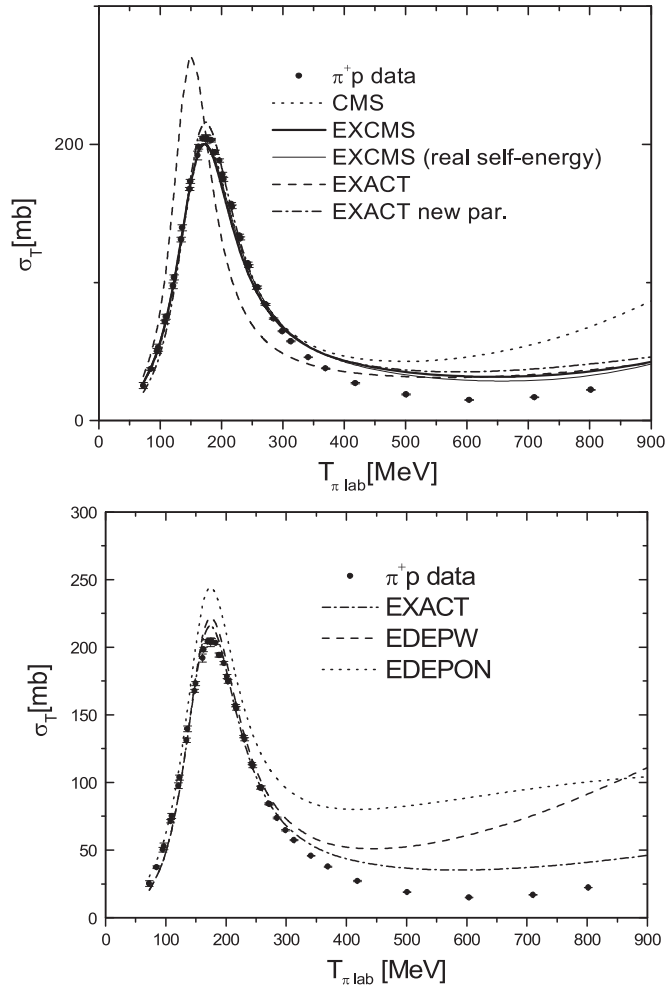 200
0
σT[mb]
π+p data
CMS
EXCMS
EXCMS (real self-energy)
EXACT
EXACT new par.
0 100 200 300 400 500 600 700 800 900
Tπ lab[MeV]
300
250
200
150
100
50
0
σT[mb]
π+p data
EXACT
EDEPW
EDEPON
0 100 200 300 400 500 600 700 800 900
Tπ lab [MeV]